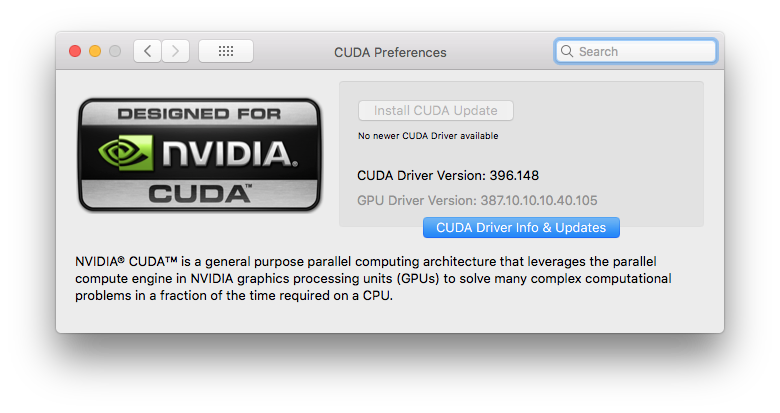 CUDA Preferences
Search
DESIGNED FOR
NVIDIA®
CUDA™
Install CUDA Update
No newer CUDA Driver available
CUDA Driver Version: 396.148
GPU Driver Version: 387.10.10.10.40.105
CUDA Driver Info & Updates
NVIDIA® CUDA™ is a general purpose parallel computing architecture that leverages the parallel
compute engine in NVIDIA graphics processing units (GPUs) to solve many complex computational
problems in a fraction of the time required on a CPU.